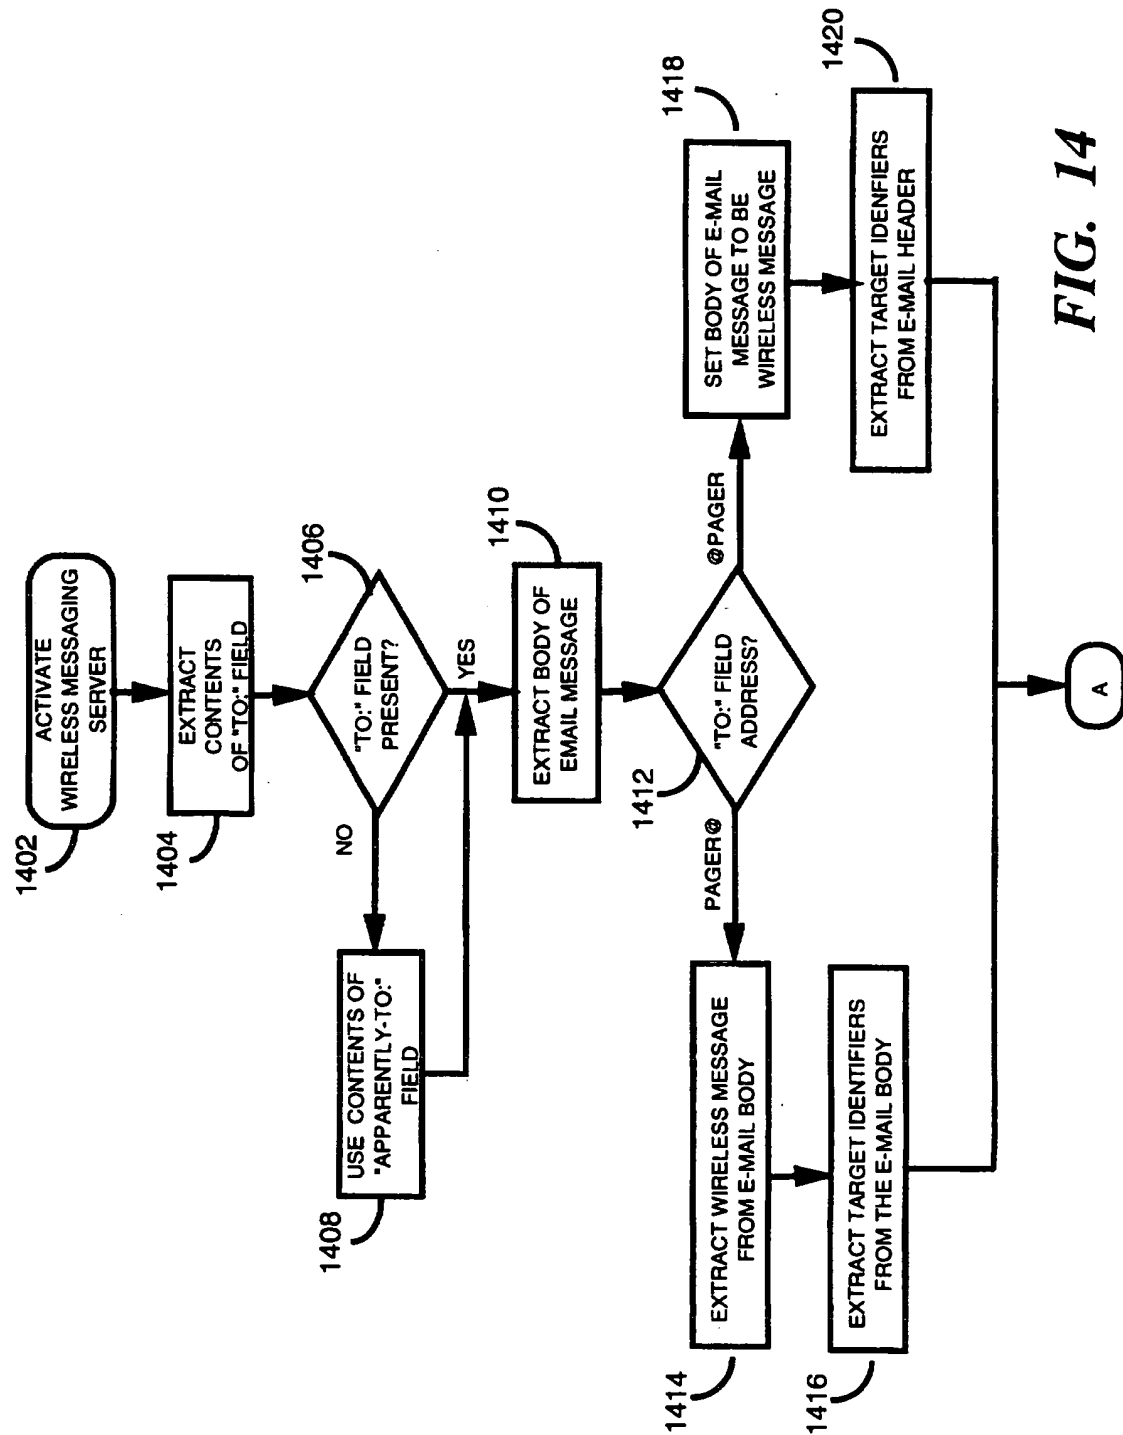 1402
ACTIVATE
WIRELESS MESSAGING
SERVER
1404
EXTRACT
CONTENTS
OF "TO:" FIELD
1406
"TO:" FIELD
PRESENT?
NO
YES
1408
USE CONTENTS OF
"APPARENTLY-TO:"
FIELD
1410
EXTRACT BODY OF
EMAIL MESSAGE
1412
"TO:" FIELD
ADDRESS?
PAGER@
@PAGER
1414
EXTRACT WIRELESS MESSAGE
FROM E-MAIL BODY
1418
SET BODY OF E-MAIL
MESSAGE TO BE
WIRELESS MESSAGE
1416
EXTRACT TARGET IDENTIFIERS
FROM THE E-MAIL BODY
1420
EXTRACT TARGET IDENFIERS
FROM E-MAIL HEADER
A
FIG. 14